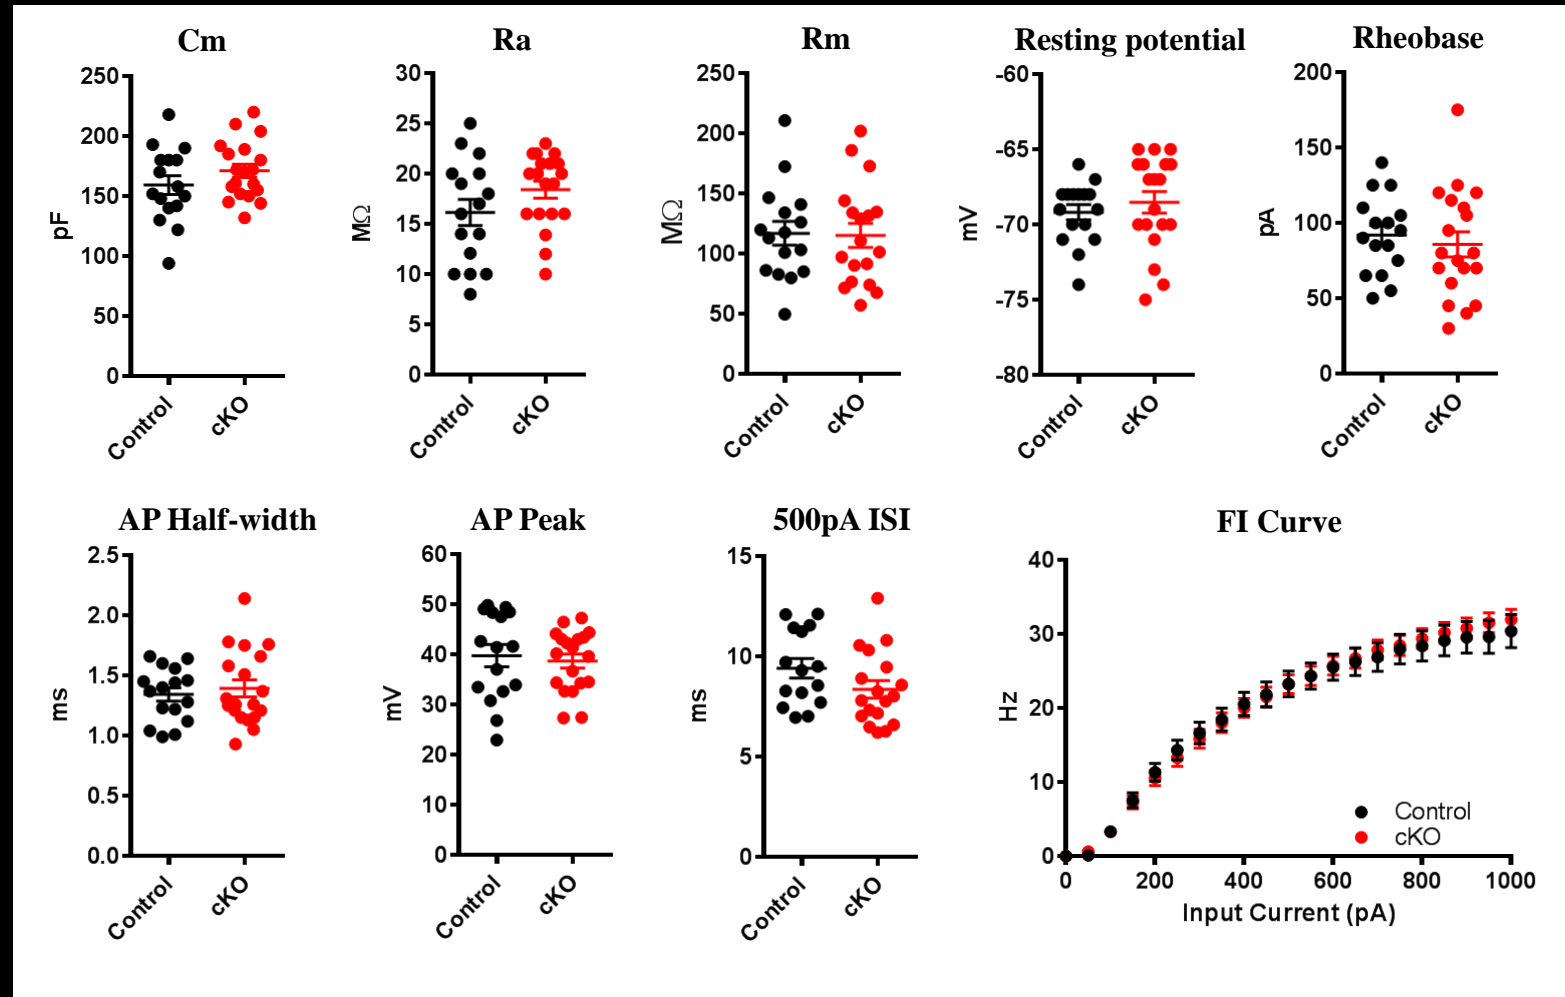 Cm
250
200
150
100
50
0
pF
Control
cKO
Ra
30
25
20
15
10
5
0
MΩ
Control
cKO
Rm
250
200
150
100
50
0
MΩ
Control
cKO
Resting potential
-60
-65
-70
-75
-80
mV
Control
cKO
Rheobase
200
150
100
50
0
pA
Control
cKO
AP Half-width
2.5
2.0
1.5
1.0
0.5
0.0
ms
Control
cKO
AP Peak
60
50
40
30
20
10
0
mV
Control
cKO
500pA ISI
15
10
5
0
ms
Control
cKO
FI Curve
40
30
20
10
0
Hz
Control
cKO
0 200 400 600 800 1000
Input Current (pA)